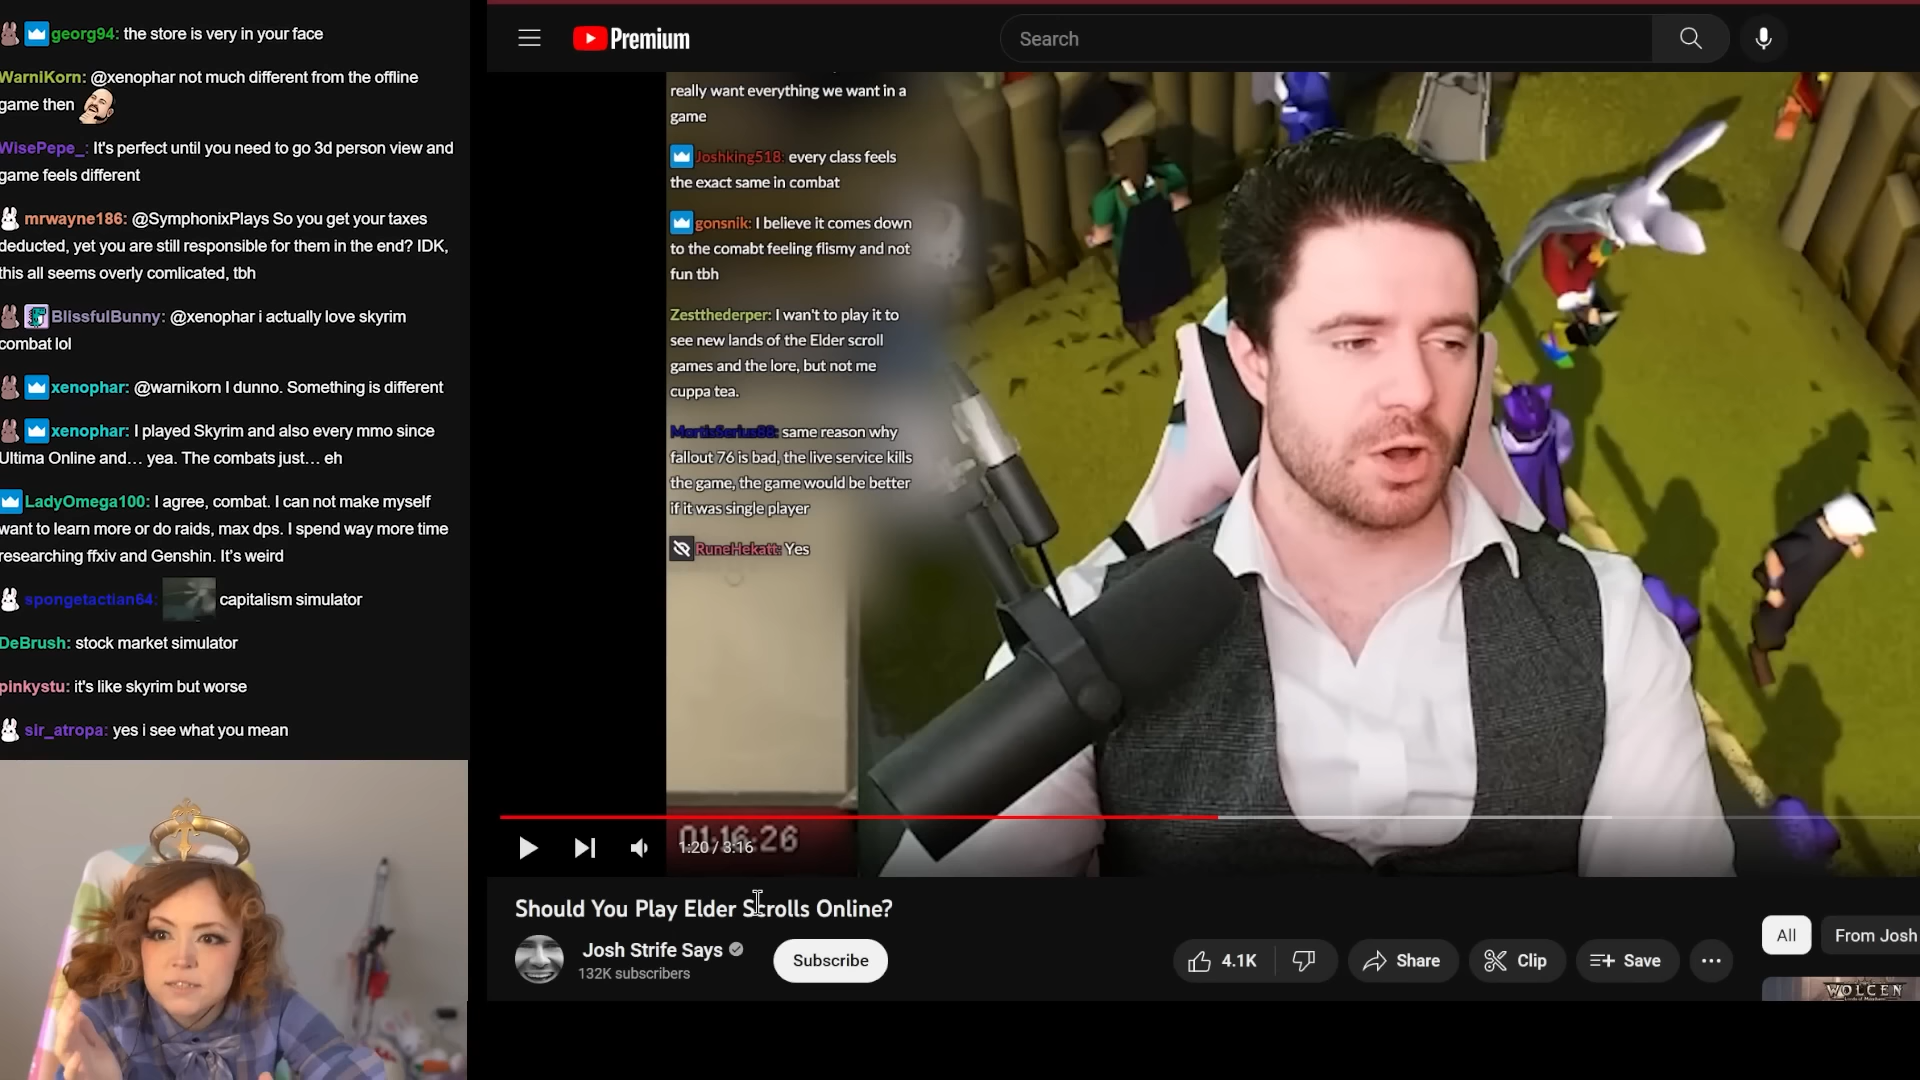 georg94: the store is very in your face
WarniKorn: @xenophar not much different from the offline
game then
WisePepe_: It's perfect until you need to go 3d person view and
game feels different
mrwayne186: @SymphonixPlays So you get your taxes
deducted, yet you are still responsible for them in the end? IDK,
this all seems overly comlicated, tbh
BlissfulBunny: @xenophar i actually love skyrim
combat lol
xenophar: @warnikorn I dunno. Something is different
xenophar: I played Skyrim and also every mmo since
Ultima Online and... yea. The combats just... eh
LadyOmega100: I agree, combat. I can not make myself
want to learn more or do raids, max dps. I spend way more time
researching ffxiv and Genshin. It's weird
spongetactian64: capitalism simulator
DeBrush: stock market simulator
pinkystu: it's like skyrim but worse
sir_atropa: yes i see what you mean
Premium
Search
really want everything we want in a
game
Joshking518: every class feels
the exact same in combat
gonsnik: I believe it comes down
to the comabt feeling flismy and not
fun tbh
Zestthederper: I wan't to play it to
see new lands of the Elder scroll
games and the lore, but not me
cuppa tea.
MortisSerius88: same reason why
fallout 76 is bad, the live service kills
the game, the game would be better
if it was single player
RuneHekatt: Yes
01:16:26
1:20 / 3:16
Should You Play Elder Scrolls Online?
Josh Strife Says
132K subscribers
Subscribe
4.1K
Share
Clip
Save
All
From Josh
WOLCEN